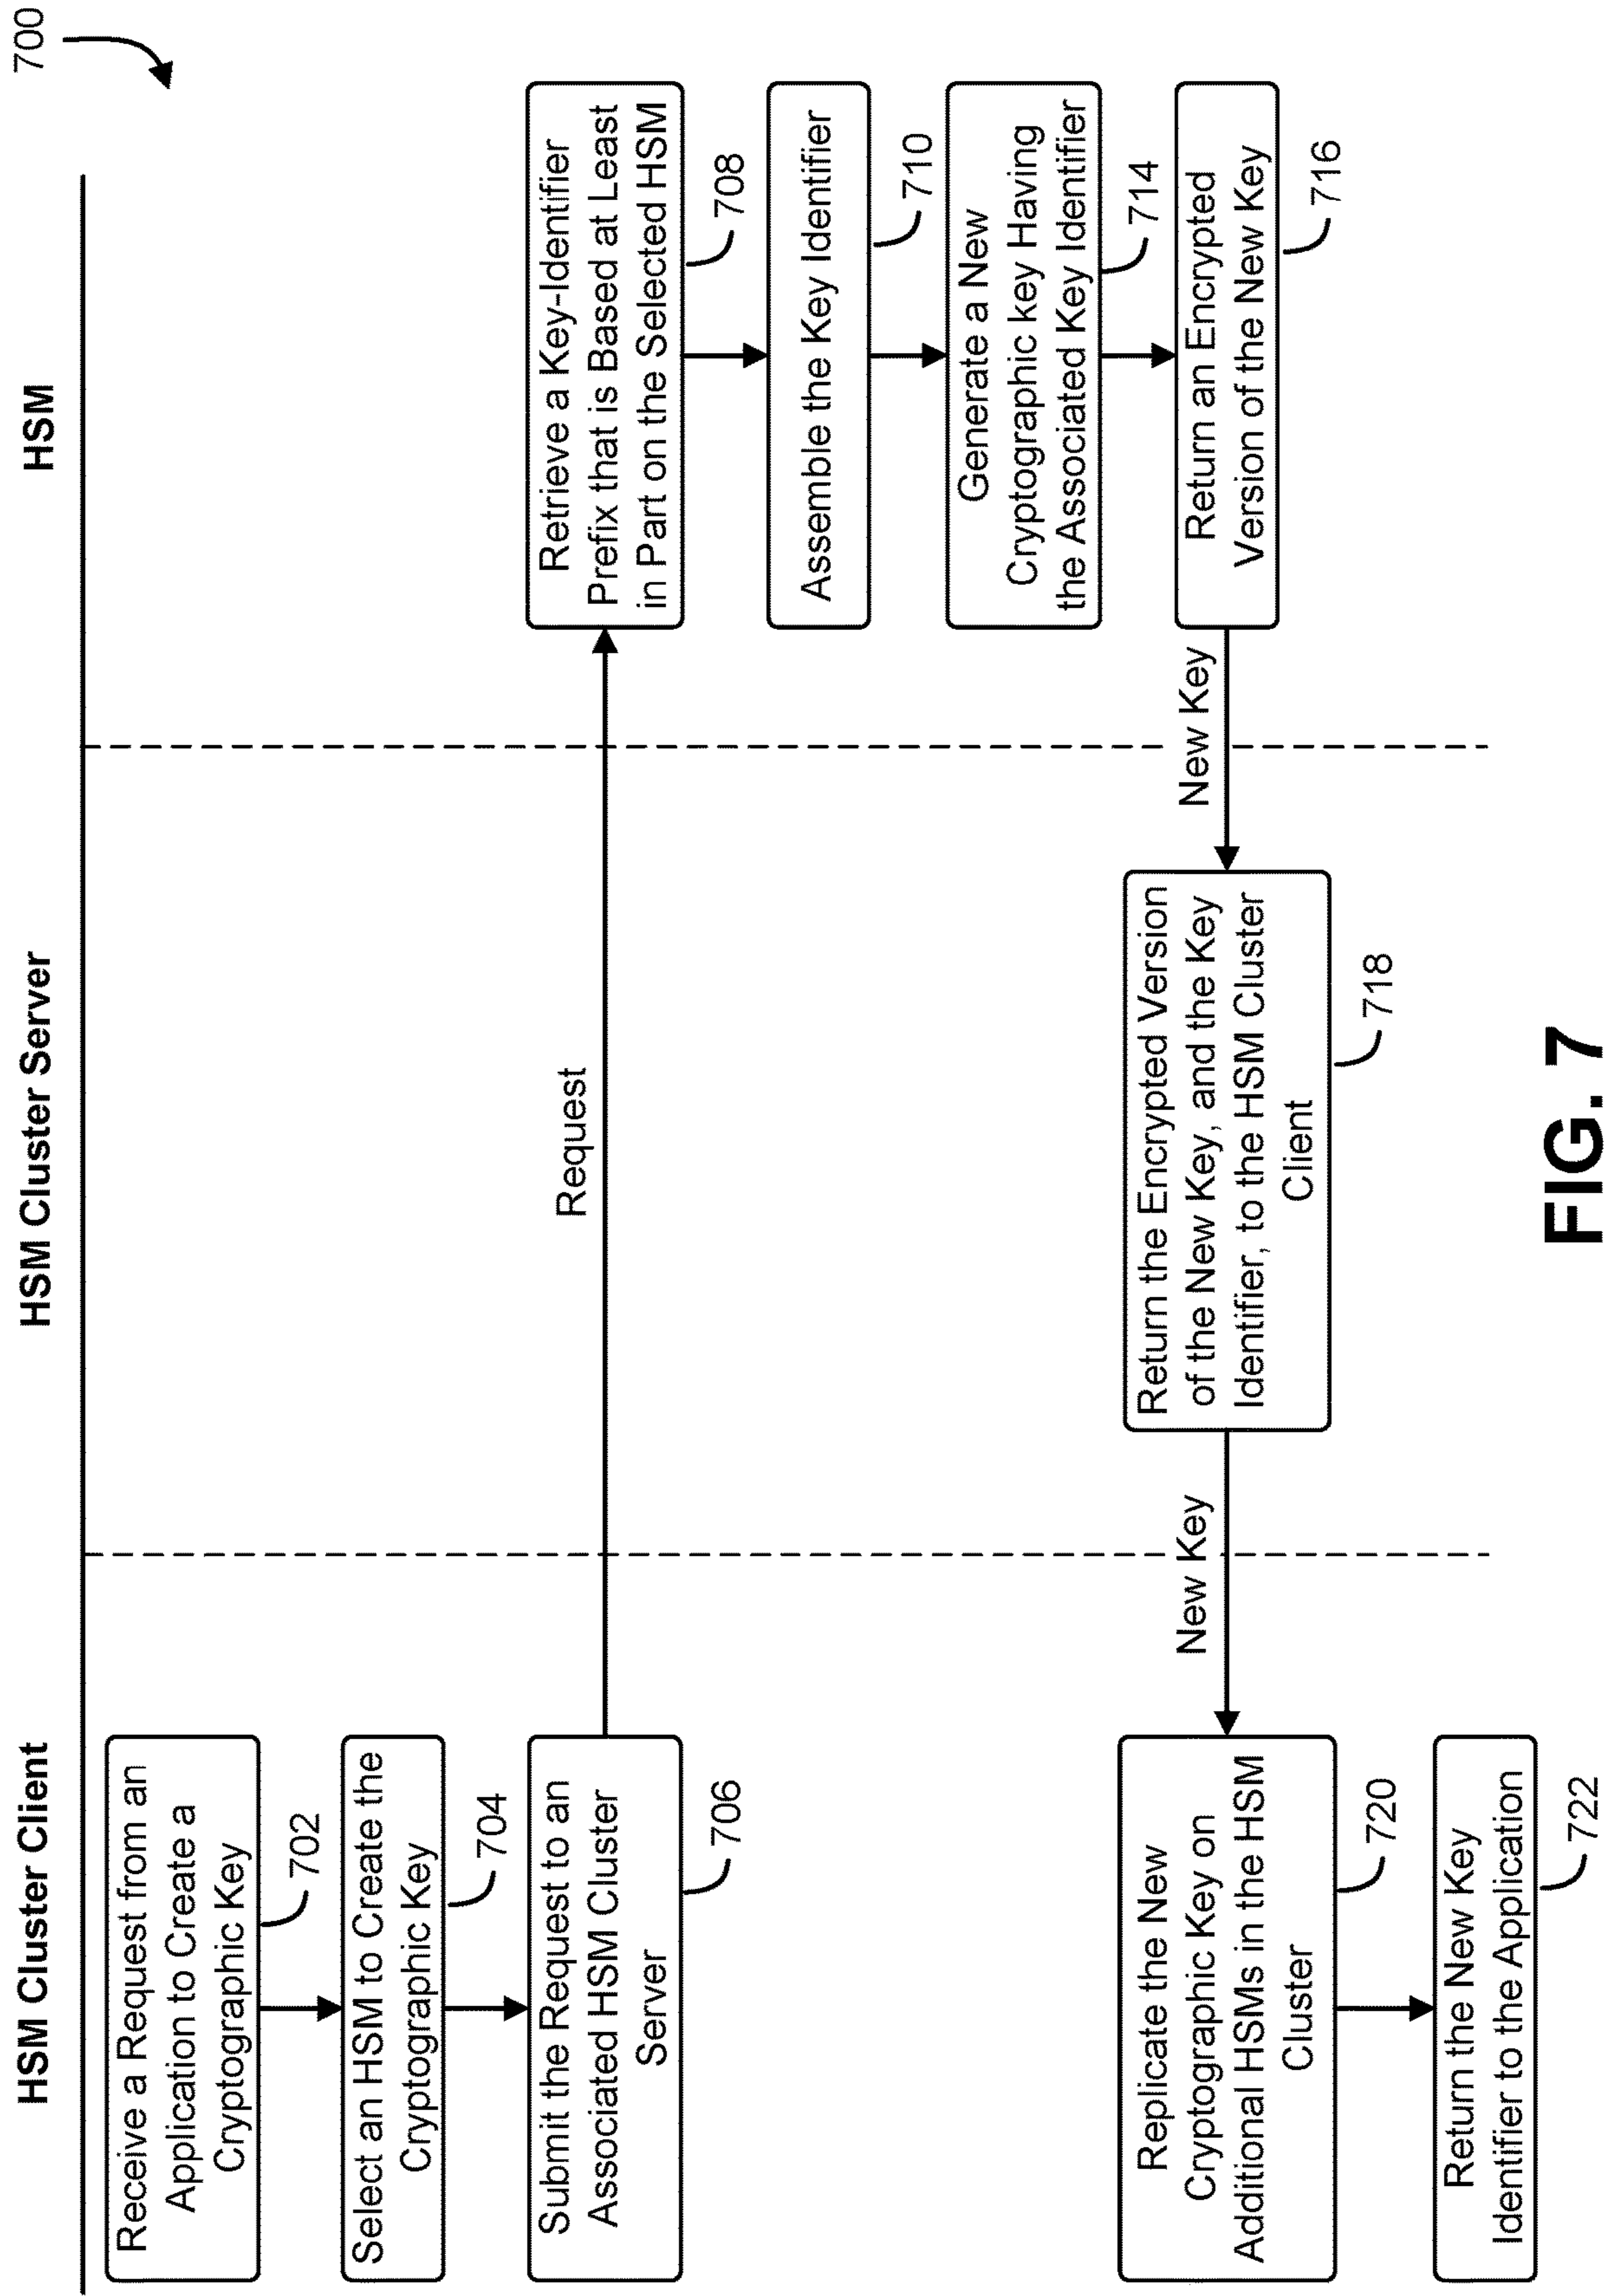 700
HSM Cluster Client
HSM Cluster Server
HSM
Receive a Request from an
Application to Create a
Cryptographic Key
702
Select an HSM to Create the
Cryptographic Key
704
Submit the Request to an
Associated HSM Cluster
Server
706
Request
Retrieve a Key-Identifier
Prefix that is Based at Least
in Part on the Selected HSM
708
Assemble the Key Identifier
710
Generate a New
Cryptographic key Having
the Associated Key Identifier
714
Return an Encrypted
Version of the New Key
716
New Key
Return the Encrypted Version
of the New Key, and the Key
Identifier, to the HSM Cluster
Client
718
New Key
Replicate the New
Cryptographic Key on
Additional HSMs in the HSM
Cluster
720
Return the New Key
Identifier to the Application
722
FIG. 7